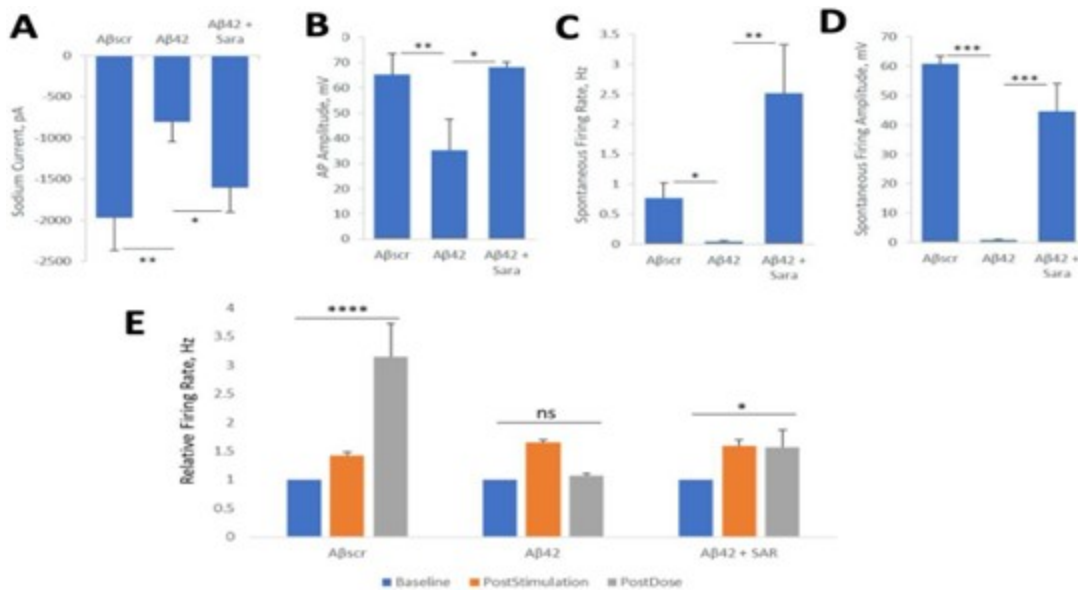 A
Aβscr
Aβ42
Aβ42 +
Sara
0
-500
-1000
-1500
-2000
-2500
Sodium Current, pA
*
**
B
0
70
60
50
40
30
20
10
0
AP Amplitude, mV
**
*
Aβscr
Aβ42
Aβ42 +
Sara
C
3.5
3
2.5
2
1.5
1
0.5
0
Spontaneous Firing Rate, Hz
*
**
Aβscr
Aβ42
Aβ42 +
Sara
D
70
60
50
40
30
20
10
0
Spontaneous Firing Amplitude, mV
***
***
Aβscr
Aβ42
Aβ42 +
Sara
E
4
3.5
3
2.5
2
1.5
1
0.5
0
Relative Firing Rate, Hz
****
ns
*
Aβscr
Aβ42
Aβ42 + SAR
Baseline PostStimulation PostDose